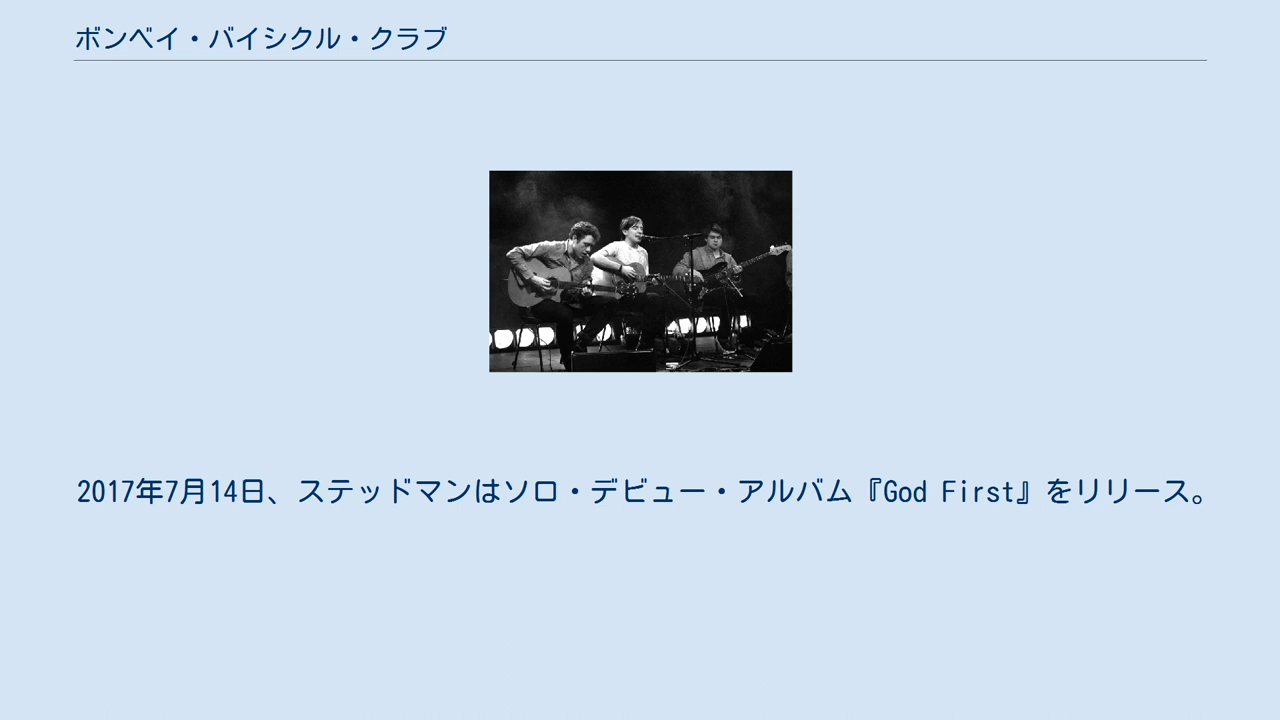 ボンベイ・バイシクル・クラブ
2017年7月14日、ステッドマンはソロ・デビュー・アルバム『God First』をリリース。